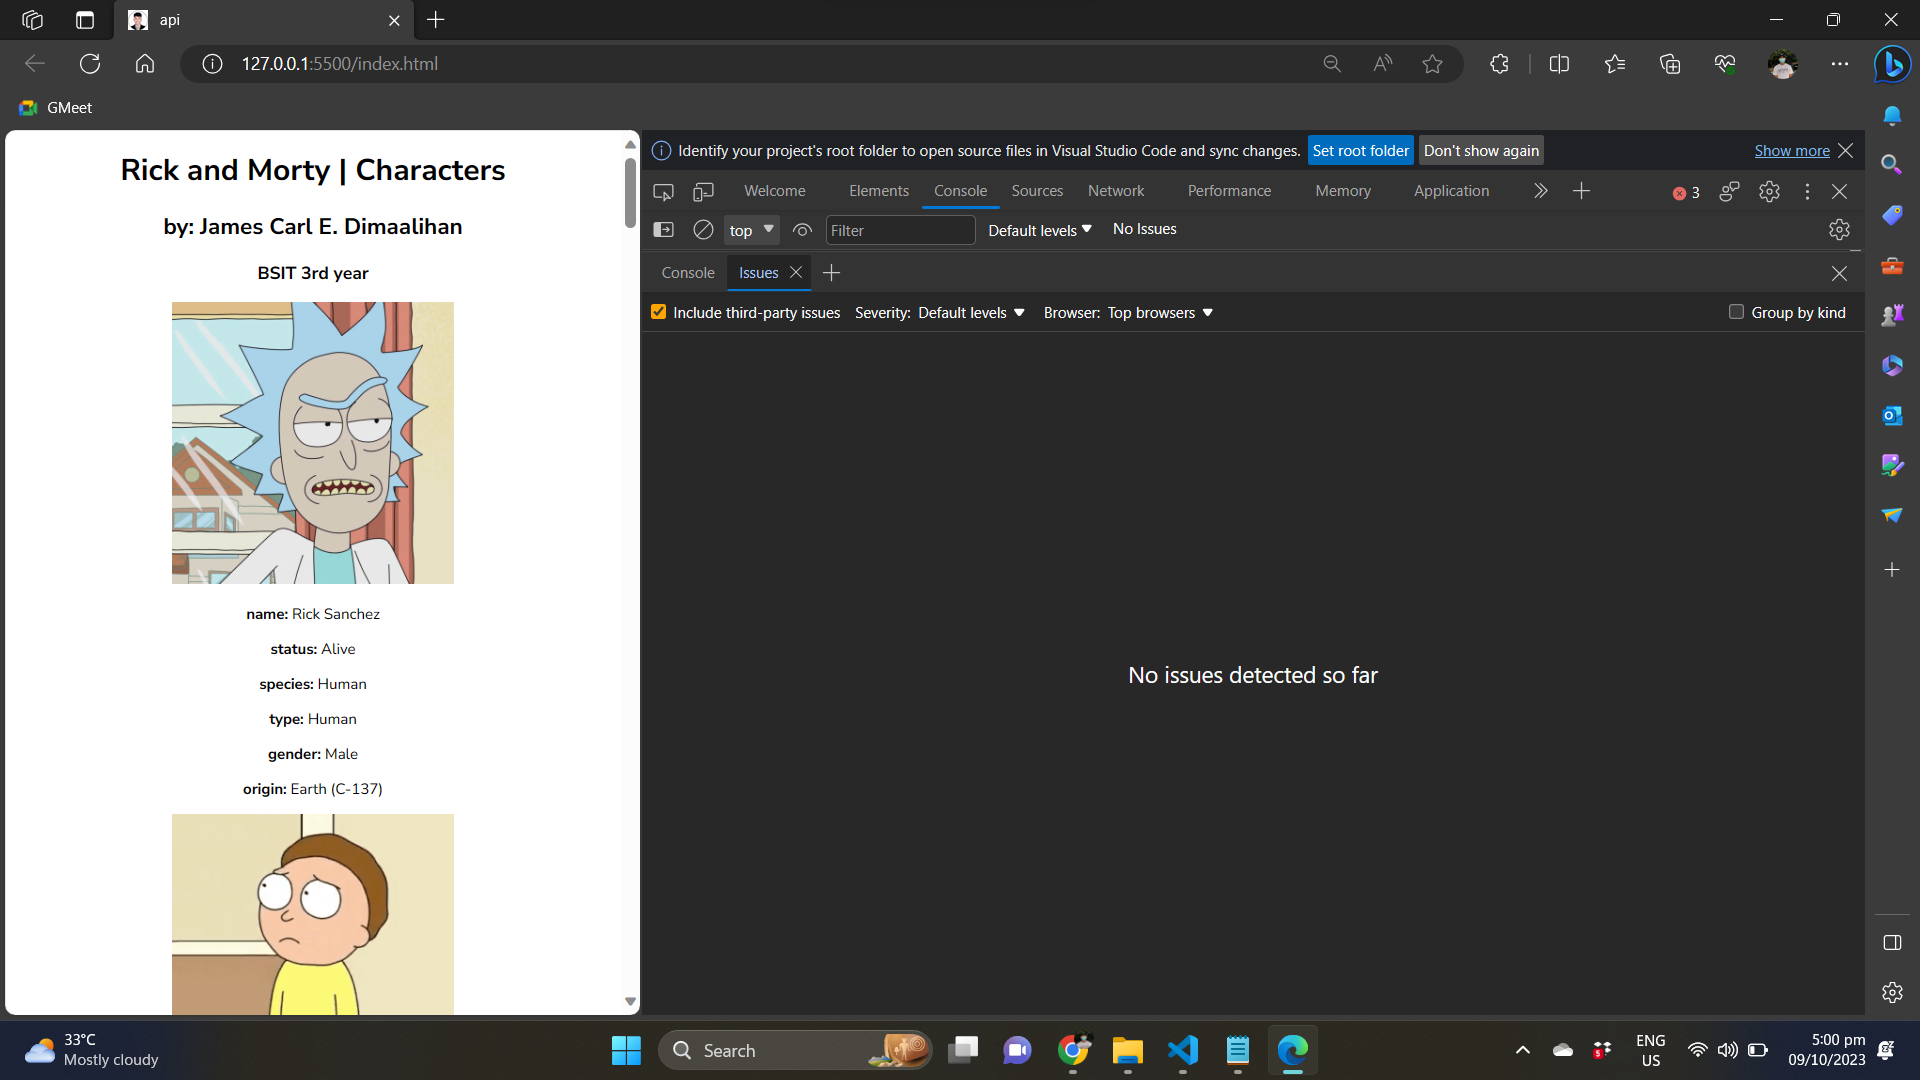 api
127.0.0.1:5500/index.html
GMeet
Rick and Morty | Characters
by: James Carl E. Dimaalihan
BSIT 3rd year
name: Rick Sanchez
status: Alive
species: Human
type: Human
gender: Male
origin: Earth (C-137)
Identify your project's root folder to open source files in Visual Studio Code and sync changes. Set root folder Don't show again Show more
Welcome Elements Console Sources Network Performance Memory Application 3
top Filter Default levels No Issues
Console Issues
Include third-party issues Severity: Default levels Browser: Top browsers Group by kind
No issues detected so far
33°C
Mostly cloudy
Search
5
ENG
US
5:00 pm
09/10/2023